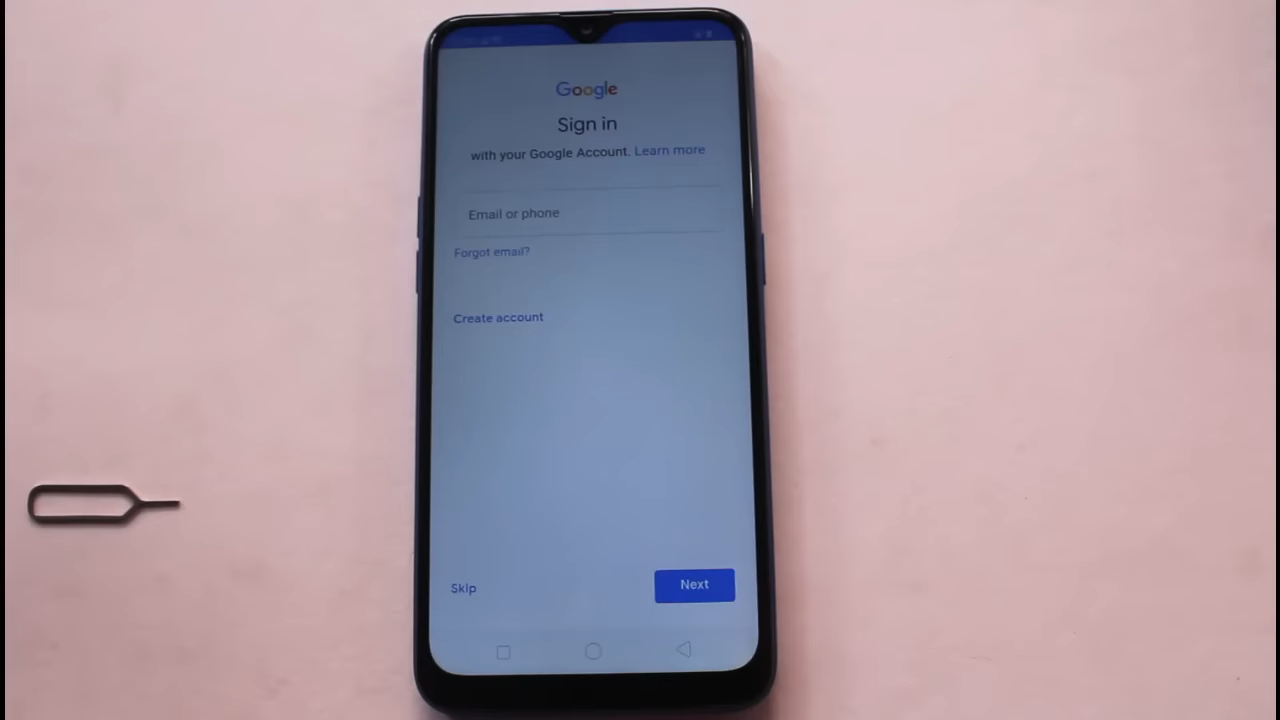 Google
Sign in
with your Google Account. Learn more
Email or phone
Forgot email?
Create account
Skip
Next